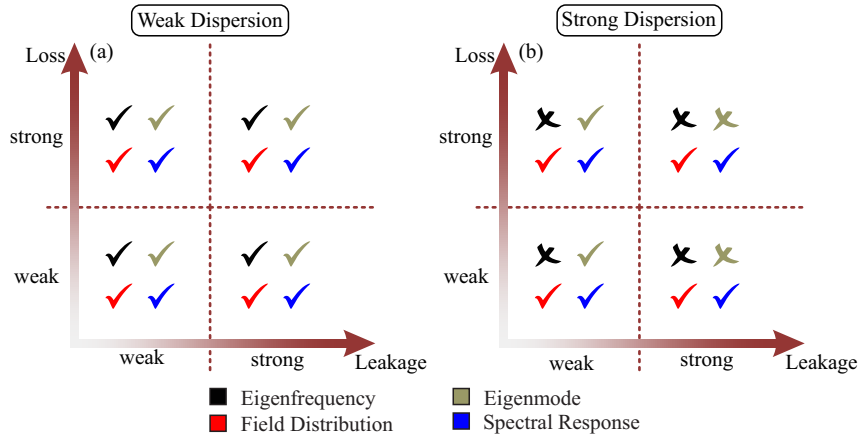 Weak Dispersion
Strong Dispersion
Loss
(a)
strong
weak
weak
strong
Leakage
Loss
(b)
strong
weak
weak
strong
Leakage
Eigenfrequency
Eigenmode
Field Distribution
Spectral Response